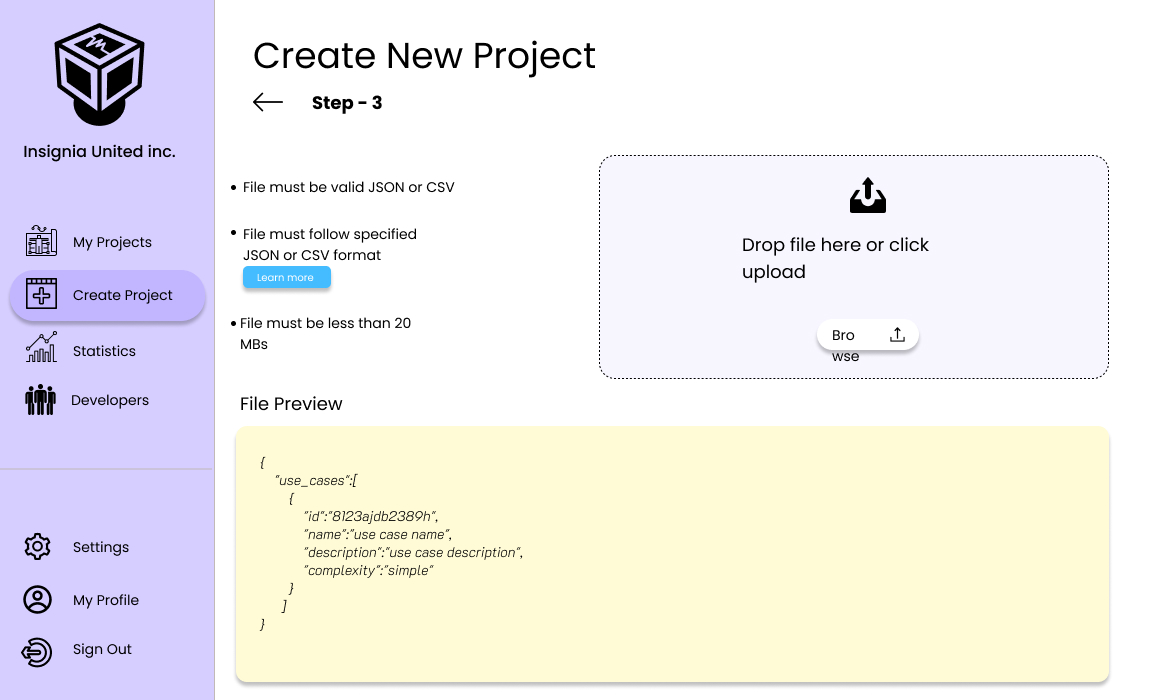 Insignia United inc.
My Projects
Create Project
Statistics
Developers
Settings
My Profile
Sign Out
Create New Project
Step - 3
File must be valid JSON or CSV
File must follow specified
JSON or CSV format
Learn more
File must be less than 20
MBs
Drop file here or click
upload
Bro
wse
File Preview
{
"use_cases":[
{
"id":"8123ajdb2389h",
"name":"use case name",
"description":"use case description",
"complexity":"simple"
}
]
}